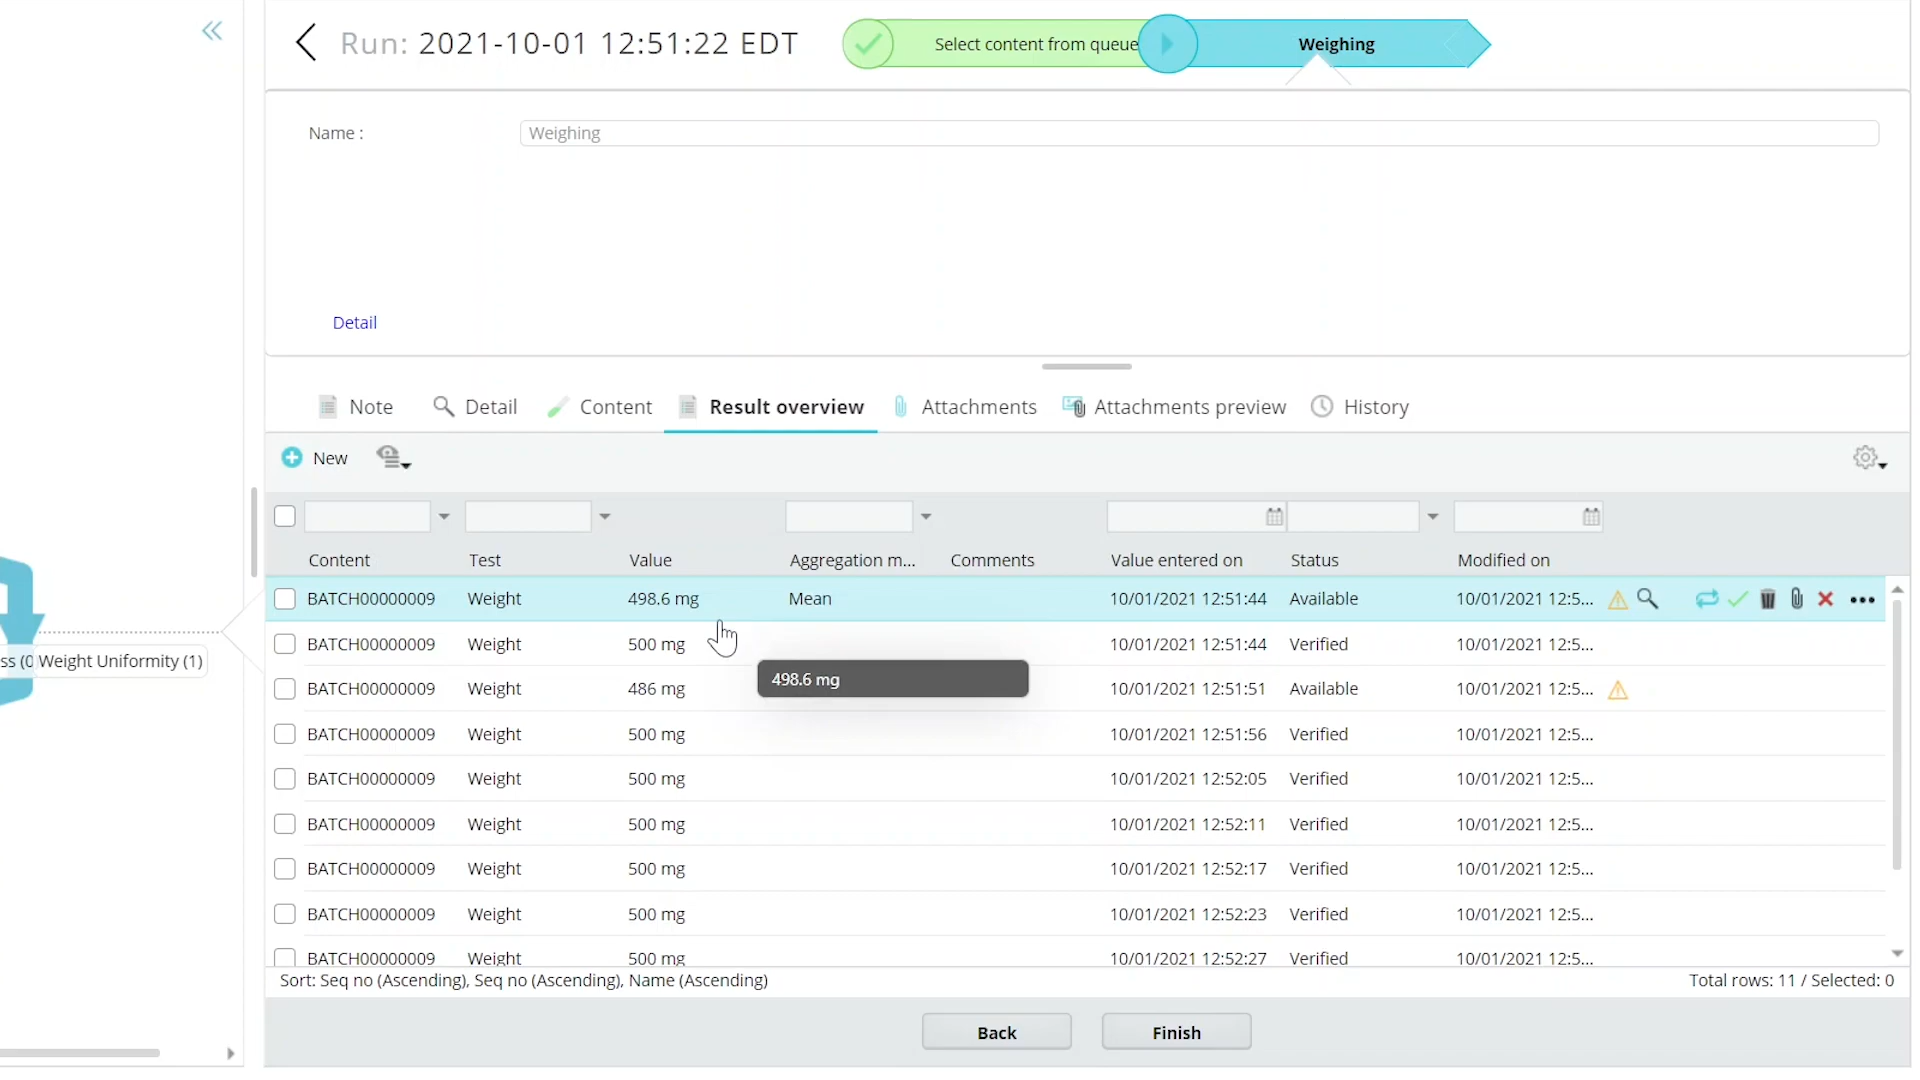 Run: 2021-10-01 12:51:22 EDT
Select content from queue
Weighing
Name :
Weighing
Detail
Note
Detail
Content
Result overview
Attachments
Attachments preview
History
New
Content Test Value Aggregation m... Comments Value entered on Status Modified on
BATCH00000009 Weight 498.6 mg Mean 10/01/2021 12:51:44 Available 10/01/2021 12:5...
BATCH00000009 Weight 500 mg 10/01/2021 12:51:44 Verified 10/01/2021 12:5...
ss (0 Weight Uniformity (1)
498.6 mg
BATCH00000009 Weight 486 mg 10/01/2021 12:51:51 Available 10/01/2021 12:5...
BATCH00000009 Weight 500 mg 10/01/2021 12:51:56 Verified 10/01/2021 12:5...
BATCH00000009 Weight 500 mg 10/01/2021 12:52:05 Verified 10/01/2021 12:5...
BATCH00000009 Weight 500 mg 10/01/2021 12:52:11 Verified 10/01/2021 12:5...
BATCH00000009 Weight 500 mg 10/01/2021 12:52:17 Verified 10/01/2021 12:5...
BATCH00000009 Weight 500 mg 10/01/2021 12:52:23 Verified 10/01/2021 12:5...
BATCH00000009 Weight 500 mg 10/01/2021 12:52:27 Verified 10/01/2021 12:5...
Sort: Seq no (Ascending), Seq no (Ascending), Name (Ascending)
Total rows: 11 / Selected: 0
Back
Finish